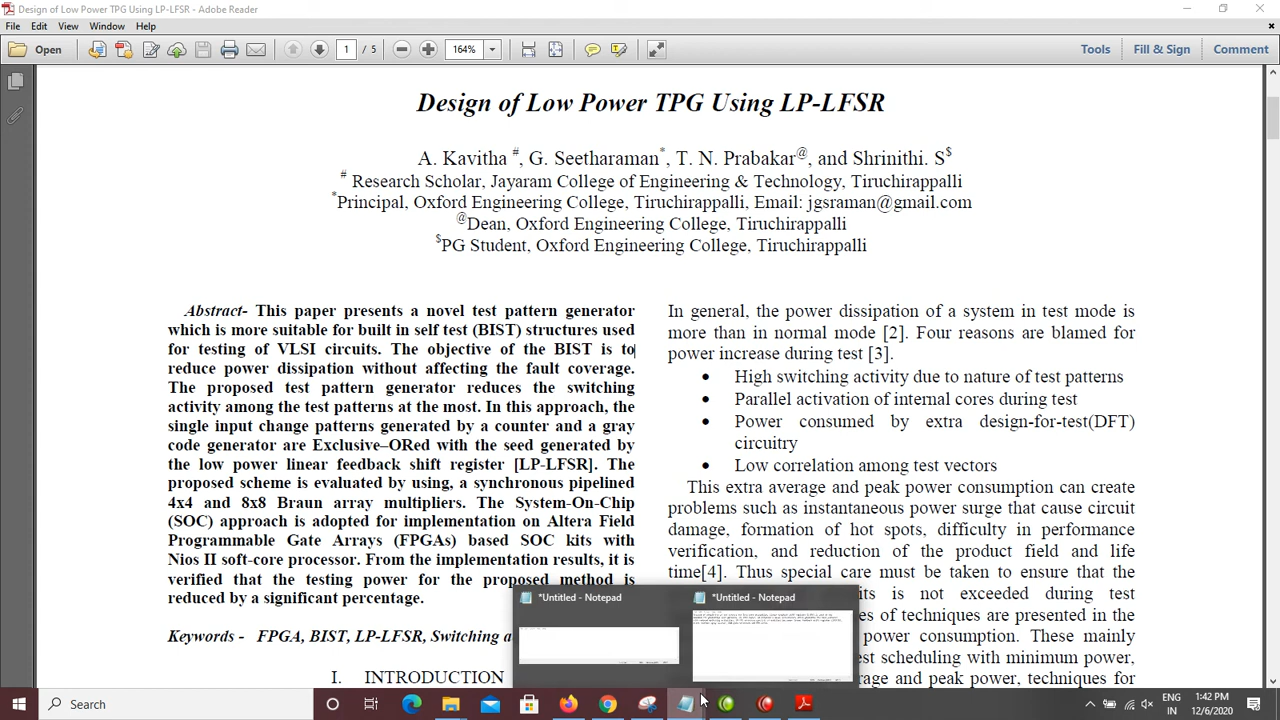 Design of Low Power TPG Using LP-LFSR - Adobe Reader
File Edit View Window Help
Open 1 / 5 164% Tools Fill & Sign Comment
Design of Low Power TPG Using LP-LFSR
A. Kavitha #, G. Seetharaman*, T. N. Prabakar@, and Shrinithi. S$
# Research Scholar, Jayaram College of Engineering & Technology, Tiruchirappalli
*Principal, Oxford Engineering College, Tiruchirappalli, Email: jgsraman@gmail.com
@Dean, Oxford Engineering College, Tiruchirappalli
$PG Student, Oxford Engineering College, Tiruchirappalli
Abstract- This paper presents a novel test pattern generator
which is more suitable for built in self test (BIST) structures used
for testing of VLSI circuits. The objective of the BIST is to
reduce power dissipation without affecting the fault coverage.
The proposed test pattern generator reduces the switching
activity among the test patterns at the most. In this approach, the
single input change patterns generated by a counter and a gray
code generator are Exclusive–ORed with the seed generated by
the low power linear feedback shift register [LP-LFSR]. The
proposed scheme is evaluated by using, a synchronous pipelined
4x4 and 8x8 Braun array multipliers. The System-On-Chip
(SOC) approach is adopted for implementation on Altera Field
Programmable Gate Arrays (FPGAs) based SOC kits with
Nios II soft-core processor. From the implementation results, it is
verified that the testing power for the proposed method is
reduced by a significant percentage.
Keywords - FPGA, BIST, LP-LFSR, Switching a
I. INTRODUCTION
In general, the power dissipation of a system in test mode is
more than in normal mode [2]. Four reasons are blamed for
power increase during test [3].
• High switching activity due to nature of test patterns
• Parallel activation of internal cores during test
• Power consumed by extra design-for-test(DFT)
circuitry
• Low correlation among test vectors
This extra average and peak power consumption can create
problems such as instantaneous power surge that cause circuit
damage, formation of hot spots, difficulty in performance
verification, and reduction of the product field and life
time[4]. Thus special care must be taken to ensure that the
its is not exceeded during test
es of techniques are presented in the
power consumption. These mainly
est scheduling with minimum power,
rage and peak power, techniques for
*Untitled - Notepad
*Untitled - Notepad
Search
ENG
IN
1:42 PM
12/6/2020